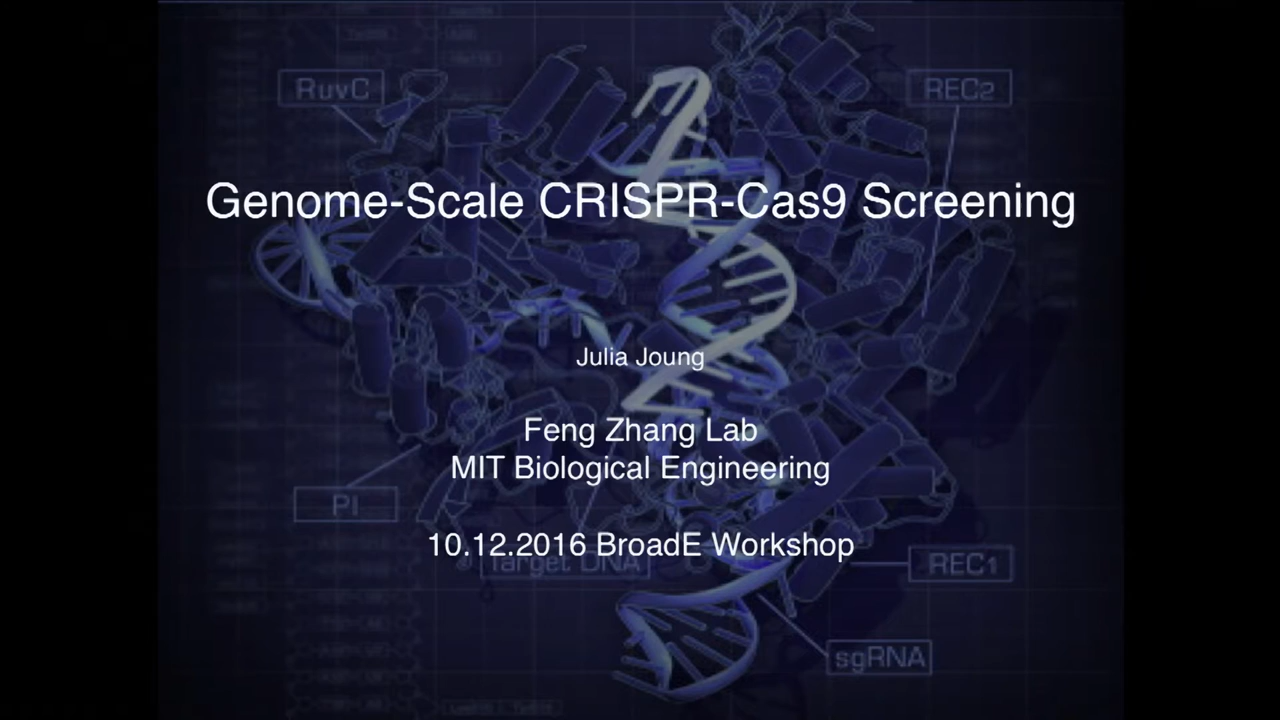 RuvC
REC2
Genome-Scale CRISPR-Cas9 Screening
Julia Joung
Feng Zhang Lab
MIT Biological Engineering
PI
10.12.2016 BroadE Workshop
Target DNA
REC1
sgRNA